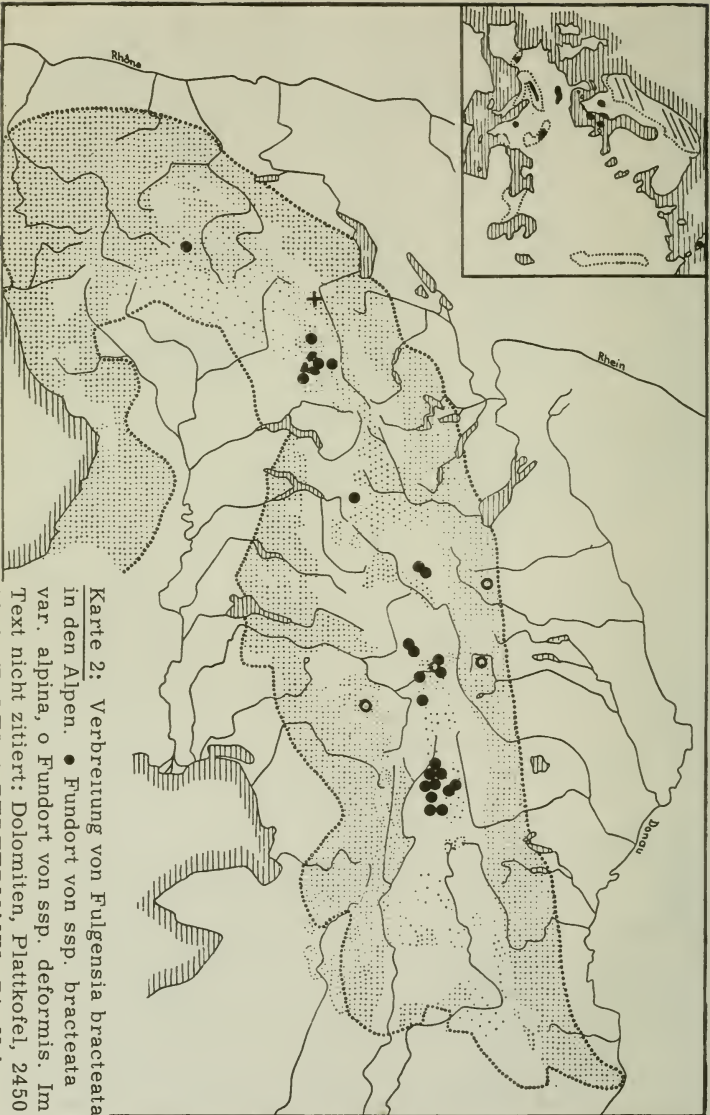 Rhône
Rhein
Donau
Karte 2: Verbreitung von Fulgensia bracteata
in den Alpen. ● Fundort von ssp. bracteata
var. alpina, o Fundort von ssp. deformis. Im
Text nicht zitiert: Dolomiten, Plattkofel, 2450